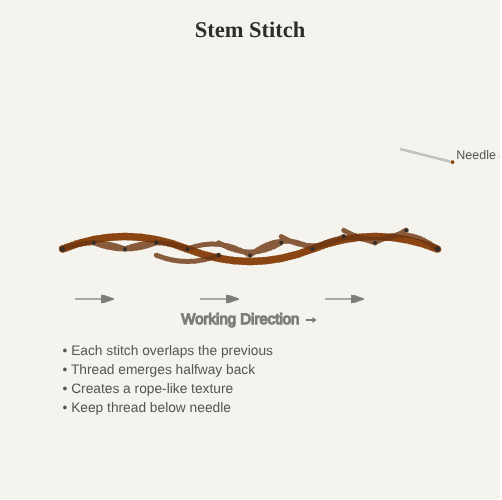 Stem Stitch
Needle
Working Direction →
• Each stitch overlaps the previous
• Thread emerges halfway back
• Creates a rope-like texture
• Keep thread below needle